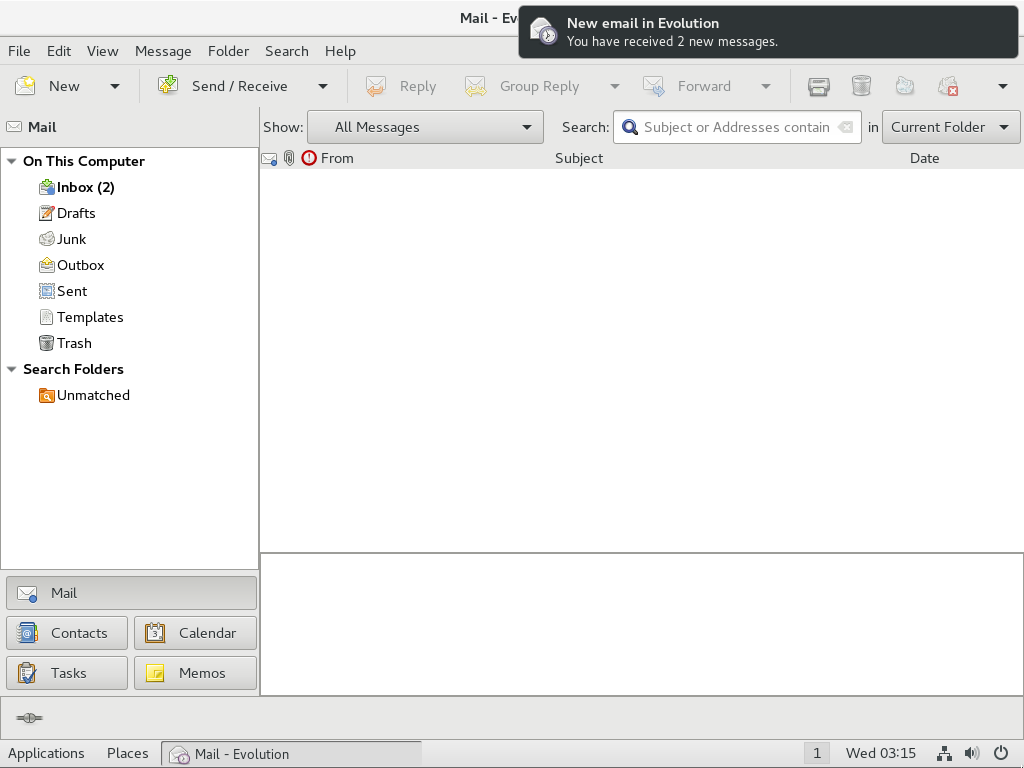 Mail - Ev
New email in Evolution
You have received 2 new messages.
File Edit View Message Folder Search Help
New Send / Receive Reply Group Reply Forward
Mail Show: All Messages Search: Subject or Addresses contain in Current Folder
From Subject Date
On This Computer
Inbox (2)
Drafts
Junk
Outbox
Sent
Templates
Trash
Search Folders
Unmatched
Mail
Contacts Calendar
Tasks Memos
Applications Places Mail - Evolution 1 Wed 03:15